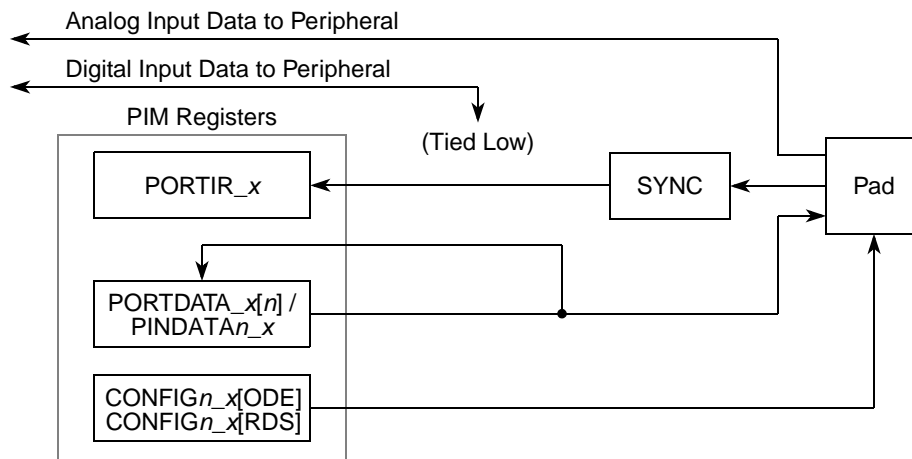 Analog Input Data to Peripheral
Digital Input Data to Peripheral
PIM Registers
(Tied Low)
PORTIR_x
SYNC
Pad
PORTDATA_x[n] /
PINDATAn_x
CONFIGn_x[ODE]
CONFIGn_x[RDS]